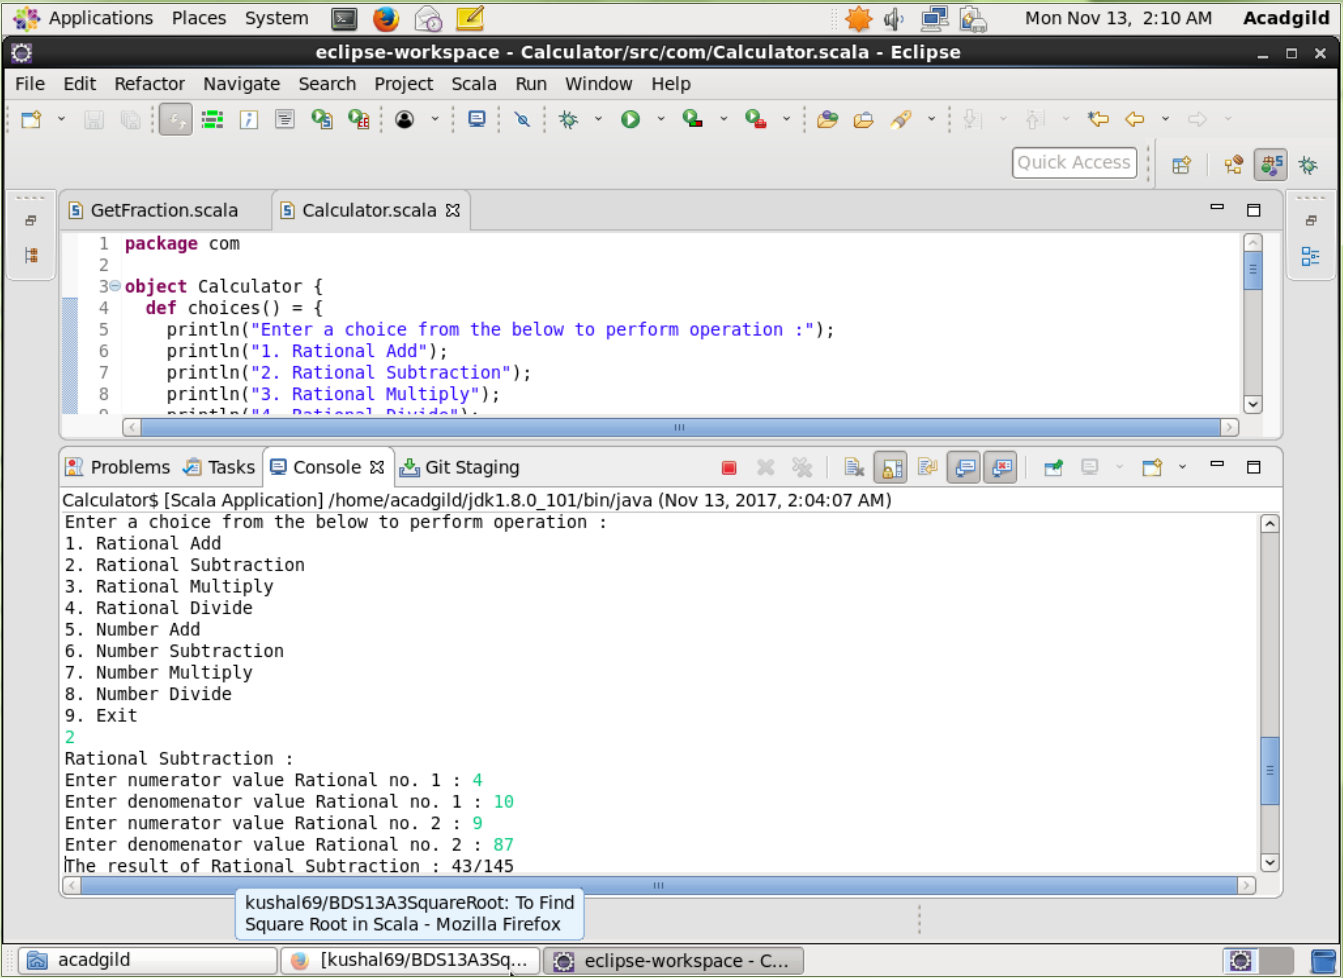 Applications Places System Mon Nov 13, 2:10 AM Acadgild
eclipse-workspace - Calculator/src/com/Calculator.scala - Eclipse
File Edit Refactor Navigate Search Project Scala Run Window Help
Quick Access
GetFraction.scala Calculator.scala
1 package com
2
3 object Calculator {
4 def choices() = {
5 println("Enter a choice from the below to perform operation :");
6 println("1. Rational Add");
7 println("2. Rational Subtraction");
8 println("3. Rational Multiply");
9 println("4. Rational Divide");
Problems Tasks Console Git Staging
Calculator$ [Scala Application] /home/acadgild/jdk1.8.0_101/bin/java (Nov 13, 2017, 2:04:07 AM)
Enter a choice from the below to perform operation :
1. Rational Add
2. Rational Subtraction
3. Rational Multiply
4. Rational Divide
5. Number Add
6. Number Subtraction
7. Number Multiply
8. Number Divide
9. Exit
2
Rational Subtraction :
Enter numerator value Rational no. 1 : 4
Enter denomenator value Rational no. 1 : 10
Enter numerator value Rational no. 2 : 9
Enter denomenator value Rational no. 2 : 87
The result of Rational Subtraction : 43/145
kushal69/BDS13A3SquareRoot: To Find
Square Root in Scala - Mozilla Firefox
acadgild [kushal69/BDS13A3Sq... eclipse-workspace - C...